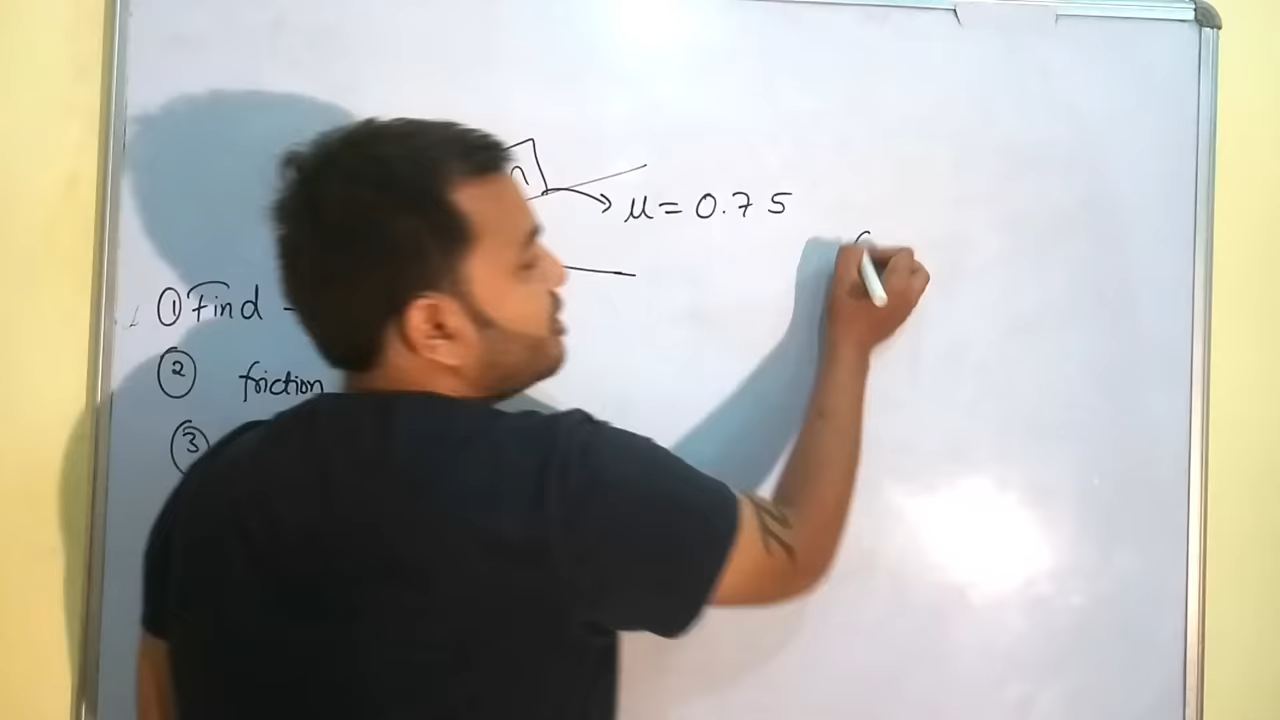 μ = 0.75
① Find -
② friction
③